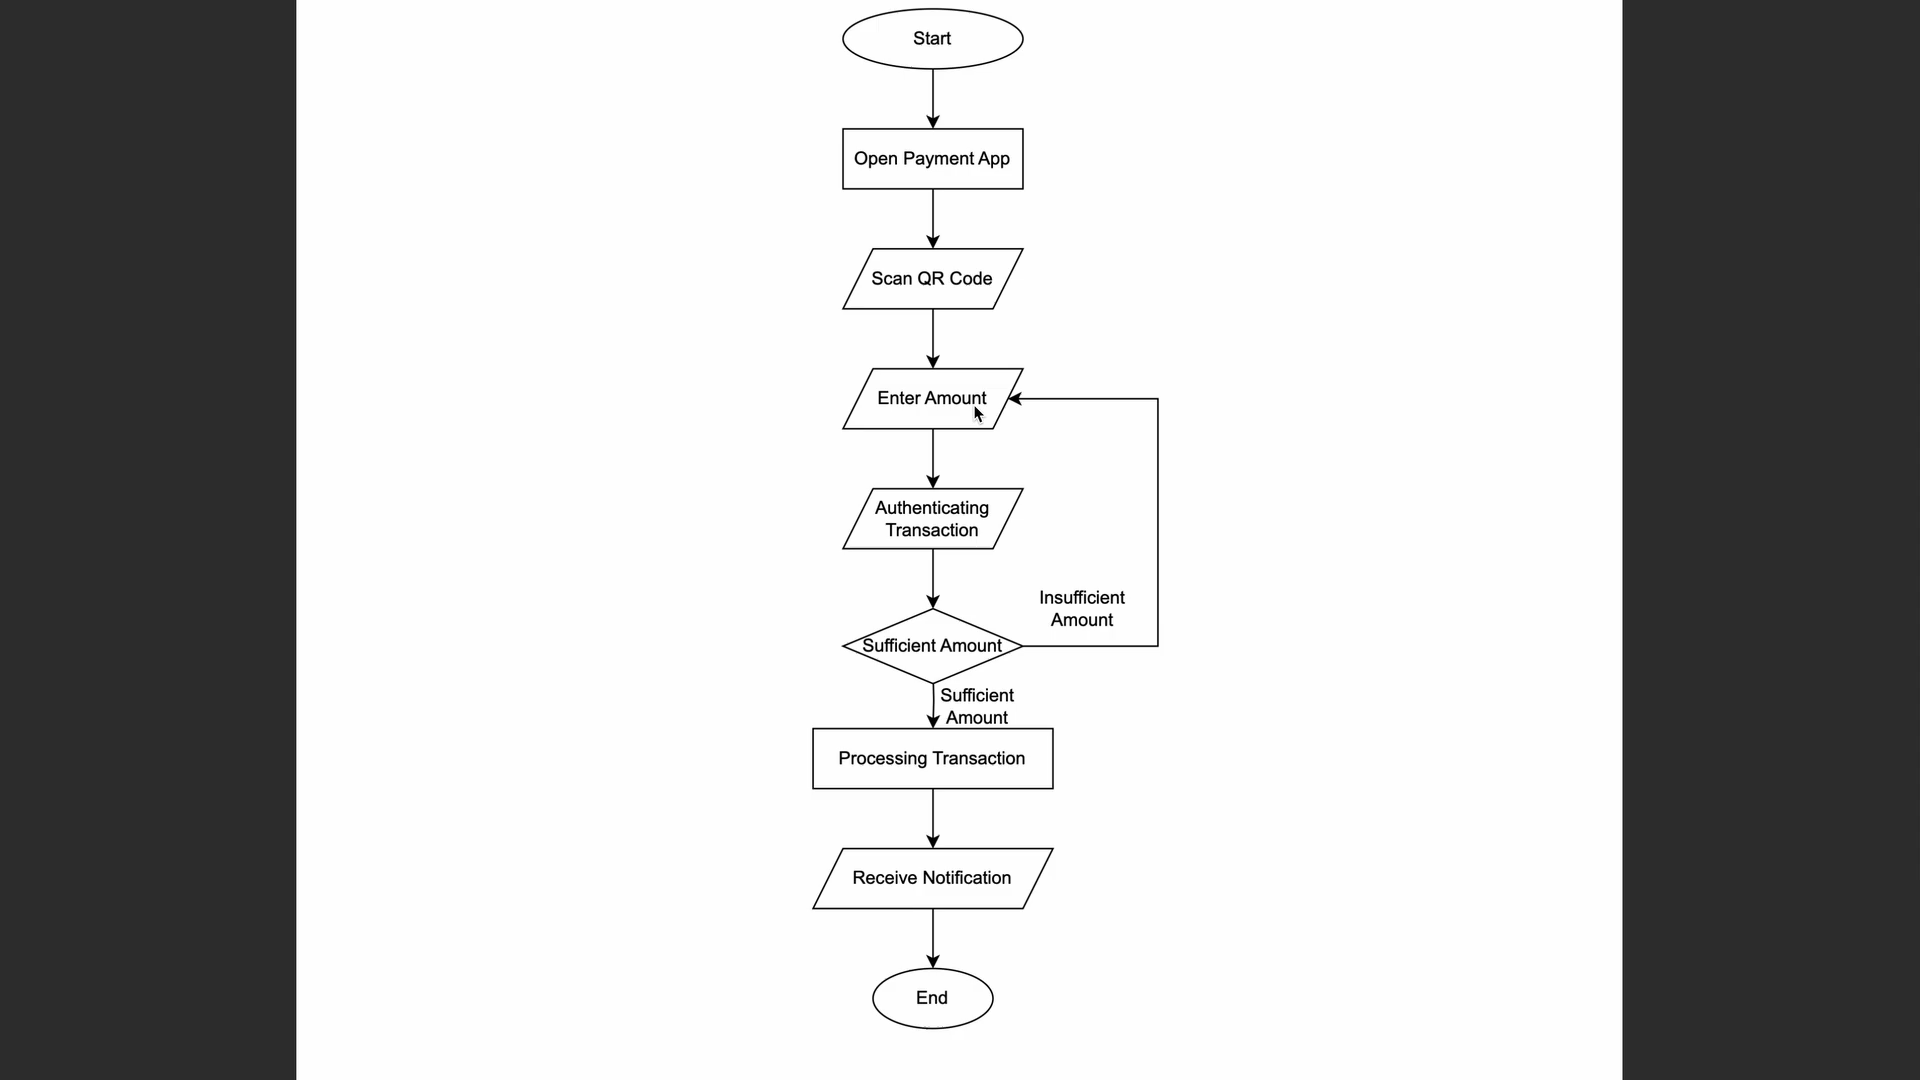 Start
Open Payment App
Scan QR Code
Enter Amount
Authenticating
Transaction
Insufficient
Amount
Sufficient Amount
Sufficient
Amount
Processing Transaction
Receive Notification
End